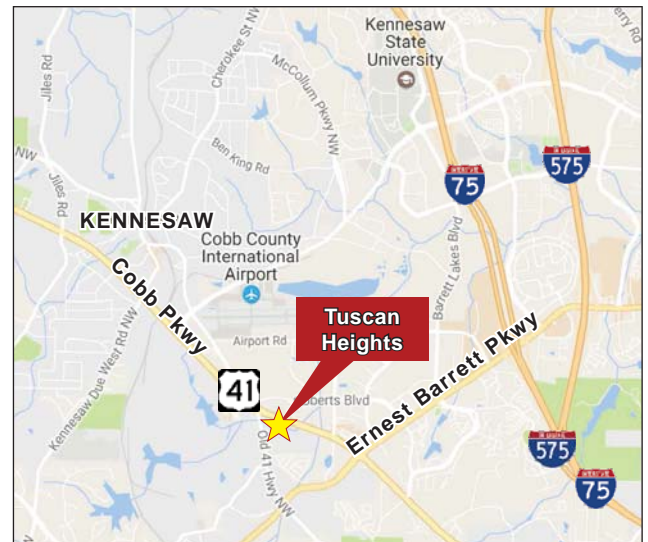 Kennesaw
State
University
Cherokee St NW
Jiles Rd
McCollum Pkwy NW
Ben King Rd
NW
Jiles Rd
75
575
KENNESAW
Cobb County
International
Airport
Cobb Pkwy
Barrett Lakes Blvd
Tuscan
Heights
Airport Rd
Kennesaw Due West Rd NW
41
Ernest Barrett Pkwy
Old 41 Hwy NW
575
75